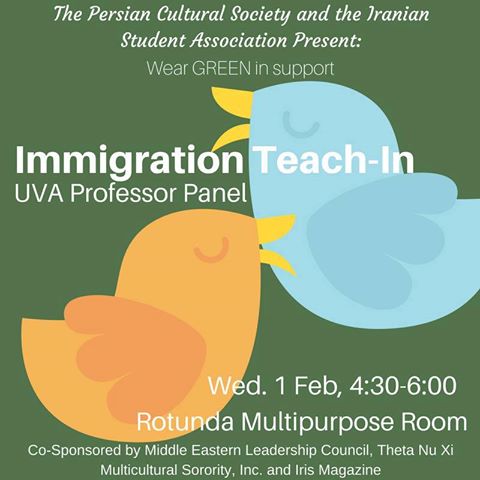 The Persian Cultural Society and the Iranian
Student Association Present:
Wear GREEN in support
Immigration Teach-In
UVA Professor Panel
Wed. 1 Feb, 4:30-6:00
Rotunda Multipurpose Room
Co-Sponsored by Middle Eastern Leadership Council, Theta Nu Xi
Multicultural Sorority, Inc. and Iris Magazine